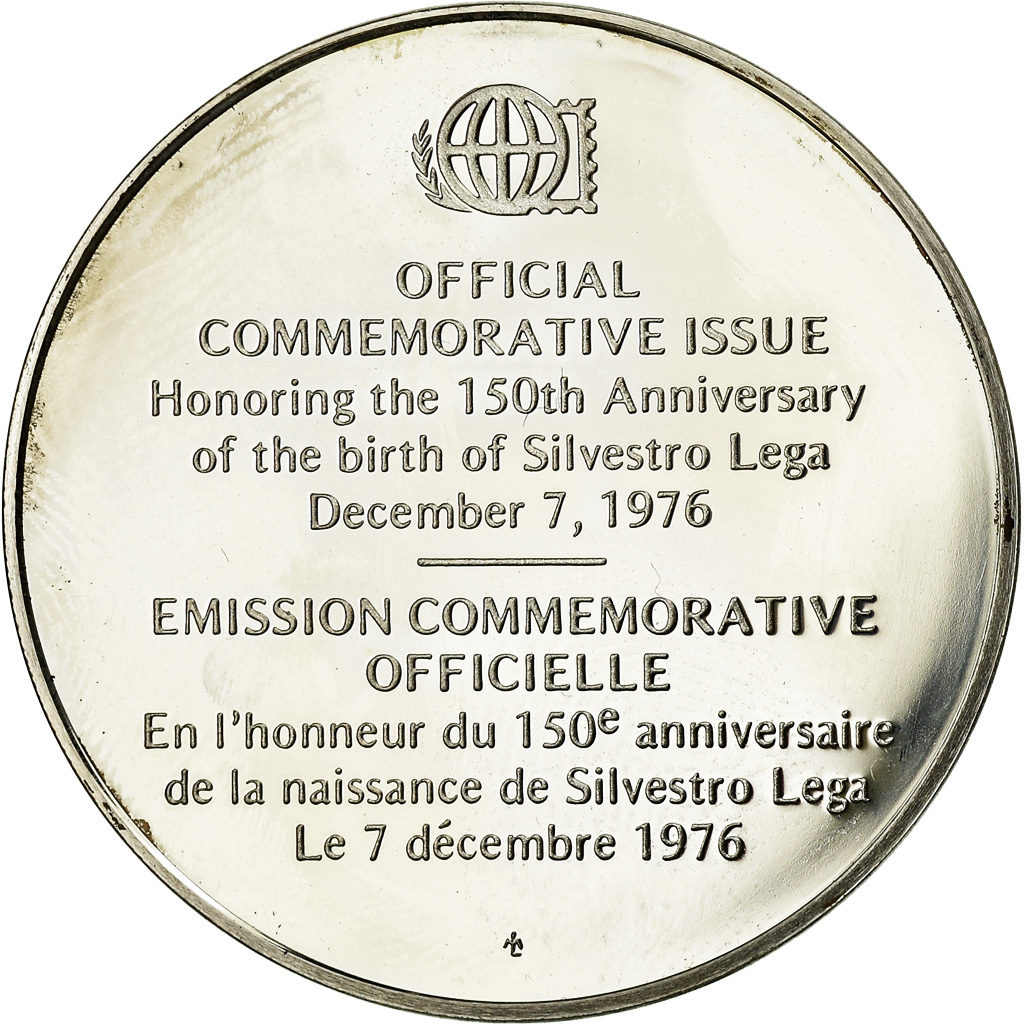 OFFICIAL
COMMEMORATIVE ISSUE
Honoring the 150th Anniversary
of the birth of Silvestro Lega
December 7, 1976
EMISSION COMMEMORATIVE
OFFICIELLE
En l'honneur du 150e anniversaire
de la naissance de Silvestro Lega
Le 7 décembre 1976